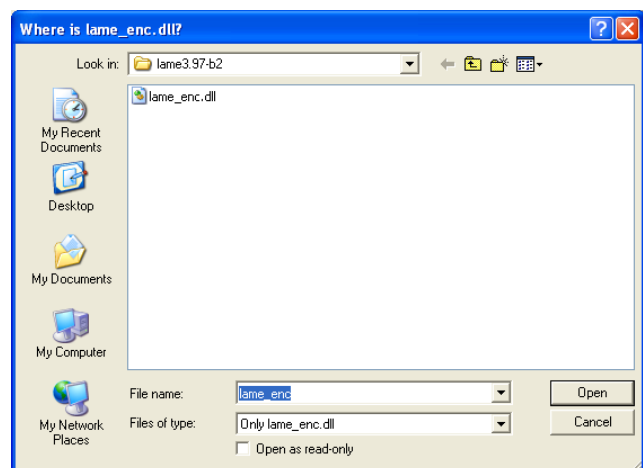 Where is lame_enc.dll?
Look in:
lame3.97-b2
lame_enc.dll
My Recent
Documents
Desktop
My Documents
My Computer
My Network
Places
File name:
lame_enc
Open
Files of type:
Only lame_enc.dll
Cancel
Open as read-only